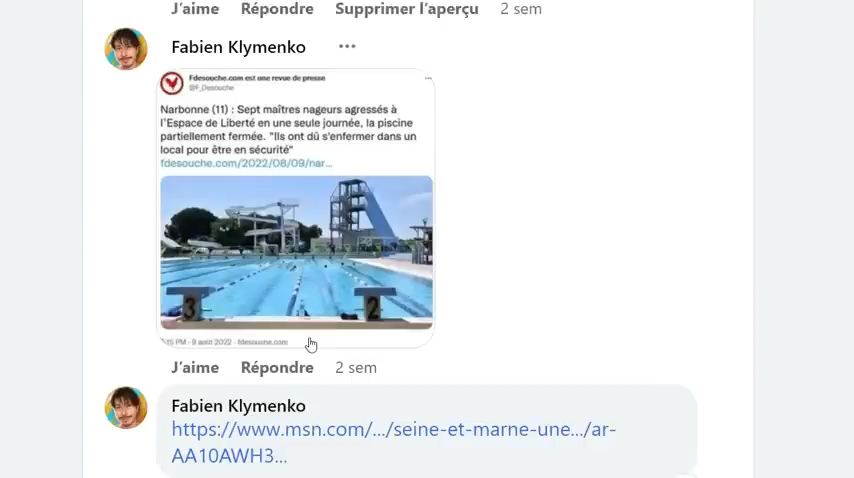 J'aime Répondre Supprimer l'aperçu 2 sem
Fabien Klymenko ...
Fdesouche.com est une revue de presse
@F_Desouche
Narbonne (11) : Sept maîtres nageurs agressés à
l'Espace de Liberté en une seule journée, la piscine
partiellement fermée. "Ils ont dû s'enfermer dans un
local pour être en sécurité"
fdesouche.com/2022/08/09/nar...
3 2
:15 PM · 9 août 2022 · fdesouche.com
J'aime Répondre 2 sem
Fabien Klymenko
https://www.msn.com/.../seine-et-marne-une.../ar-
AA10AWH3...